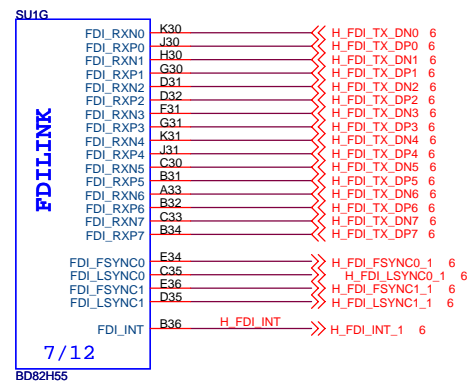 SU1G
FDI_RXN0 K30 H_FDI_TX_DN0 6
FDI_RXP0 J30 H_FDI_TX_DP0 6
FDI_RXN1 H30 H_FDI_TX_DN1 6
FDI_RXP1 G30 H_FDI_TX_DP1 6
FDI_RXN2 D31 H_FDI_TX_DN2 6
FDI_RXP2 D32 H_FDI_TX_DP2 6
FDI_RXN3 F31 H_FDI_TX_DN3 6
FDI_RXP3 G31 H_FDI_TX_DP3 6
FDI_RXN4 K31 H_FDI_TX_DN4 6
FDI_RXP4 J31 H_FDI_TX_DP4 6
FDI_RXN5 C30 H_FDI_TX_DN5 6
FDI_RXP5 B31 H_FDI_TX_DP5 6
FDI_RXN6 A33 H_FDI_TX_DN6 6
FDI_RXP6 B32 H_FDI_TX_DP6 6
FDI_RXN7 C33 H_FDI_TX_DN7 6
FDI_RXP7 B34 H_FDI_TX_DP7 6
FDILINK
FDI_FSYNC0 E34 H_FDI_FSYNC0_1 6
FDI_LSYNC0 C35 H_FDI_LSYNC0_1 6
FDI_FSYNC1 E36 H_FDI_FSYNC1_1 6
FDI_LSYNC1 D35 H_FDI_LSYNC1_1 6
FDI_INT B36 H_FDI_INT H_FDI_INT_1 6
7/12
BD82H55